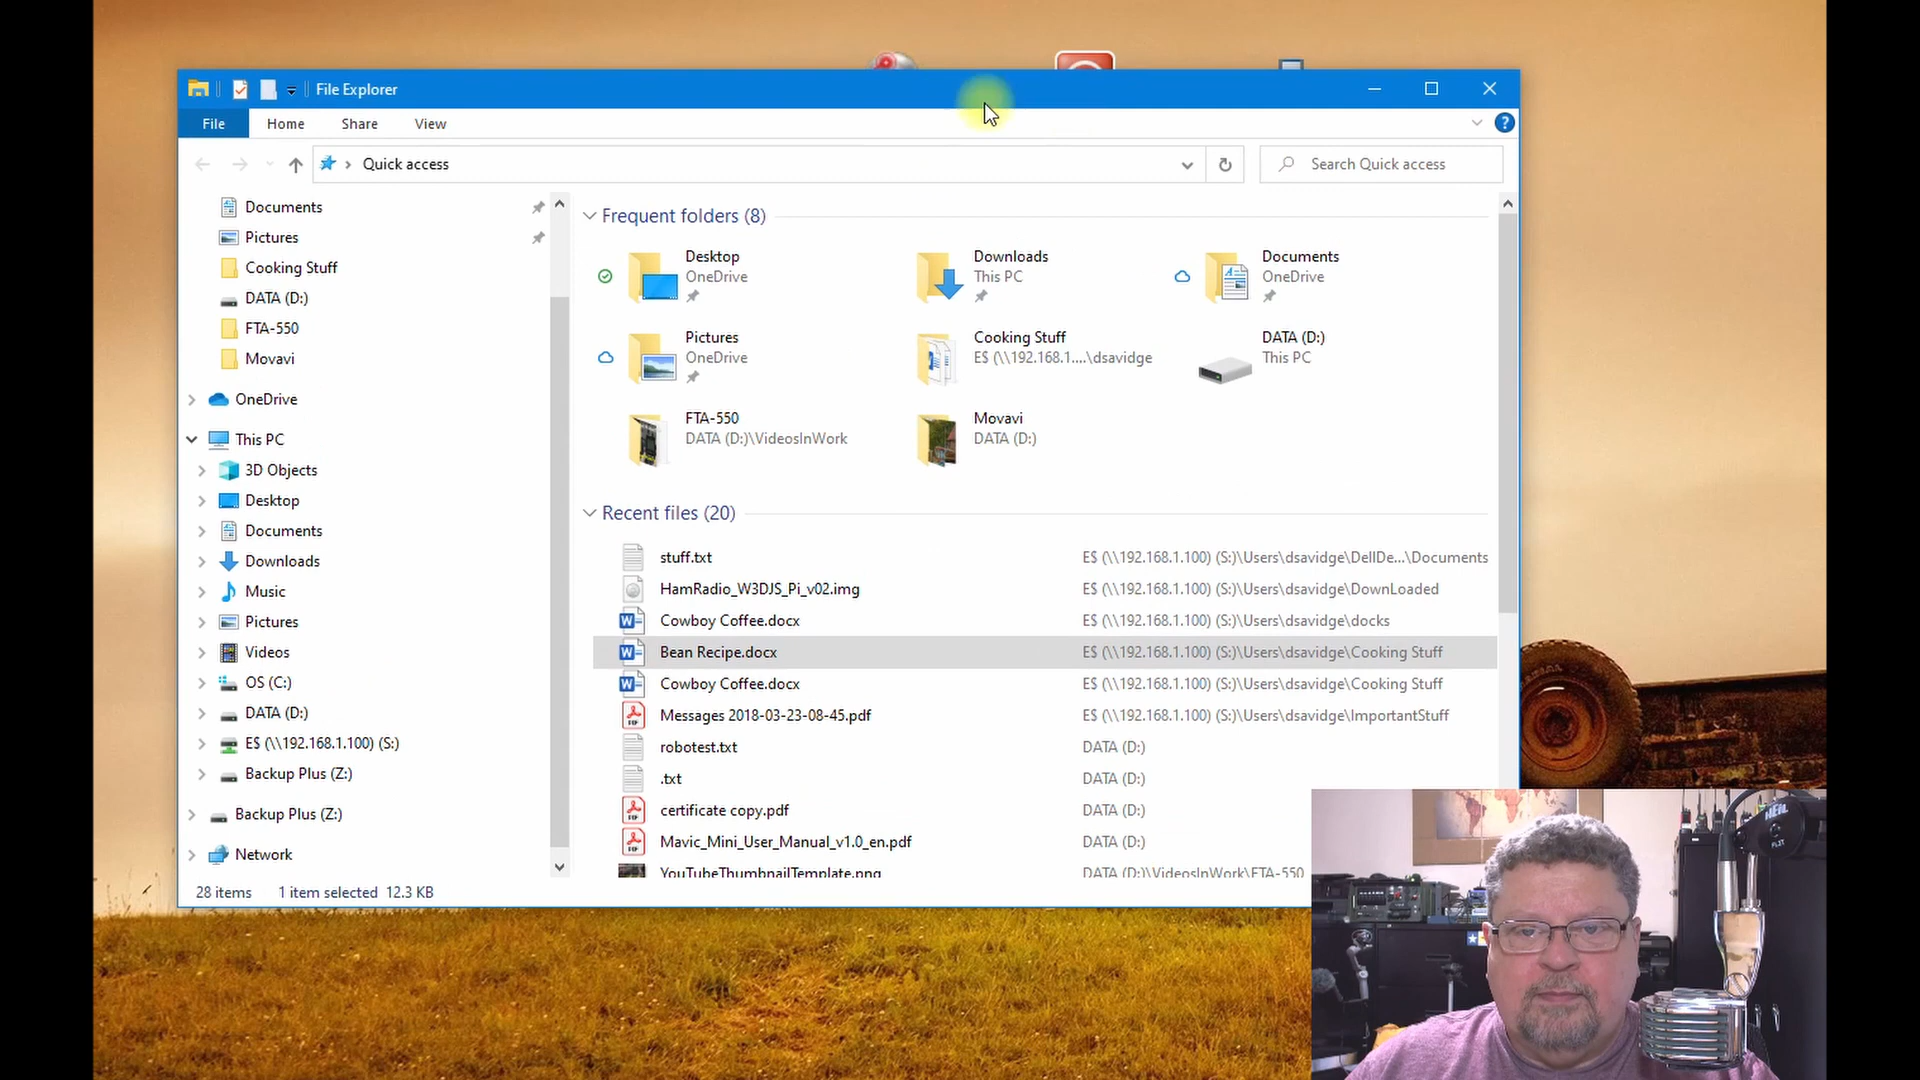 File Explorer
File Home Share View
Quick access
Search Quick access
Documents
Pictures
Cooking Stuff
DATA (D:)
FTA-550
Movavi
OneDrive
This PC
3D Objects
Desktop
Documents
Downloads
Music
Pictures
Videos
OS (C:)
DATA (D:)
E$ (\\192.168.1.100) (S:)
Backup Plus (Z:)
Backup Plus (Z:)
Network
Frequent folders (8)
Desktop
OneDrive
Downloads
This PC
Documents
OneDrive
Pictures
OneDrive
Cooking Stuff
E$ (\\192.168.1....\dsavidge
DATA (D:)
This PC
FTA-550
DATA (D:)\VideosInWork
Movavi
DATA (D:)
Recent files (20)
stuff.txt E$ (\\192.168.1.100) (S:)\Users\dsavidge\DellDe...\Documents
HamRadio_W3DJS_Pi_v02.img E$ (\\192.168.1.100) (S:)\Users\dsavidge\DownLoaded
Cowboy Coffee.docx E$ (\\192.168.1.100) (S:)\Users\dsavidge\docks
Bean Recipe.docx E$ (\\192.168.1.100) (S:)\Users\dsavidge\Cooking Stuff
Cowboy Coffee.docx E$ (\\192.168.1.100) (S:)\Users\dsavidge\Cooking Stuff
Messages 2018-03-23-08-45.pdf E$ (\\192.168.1.100) (S:)\Users\dsavidge\ImportantStuff
robotest.txt DATA (D:)
.txt DATA (D:)
certificate copy.pdf DATA (D:)
Mavic_Mini_User_Manual_v1.0_en.pdf DATA (D:)
YouTubeThumbnailTemplate.png DATA (D:)\VideosInWork\FTA-550
28 items 1 item selected 12.3 KB
HEIL